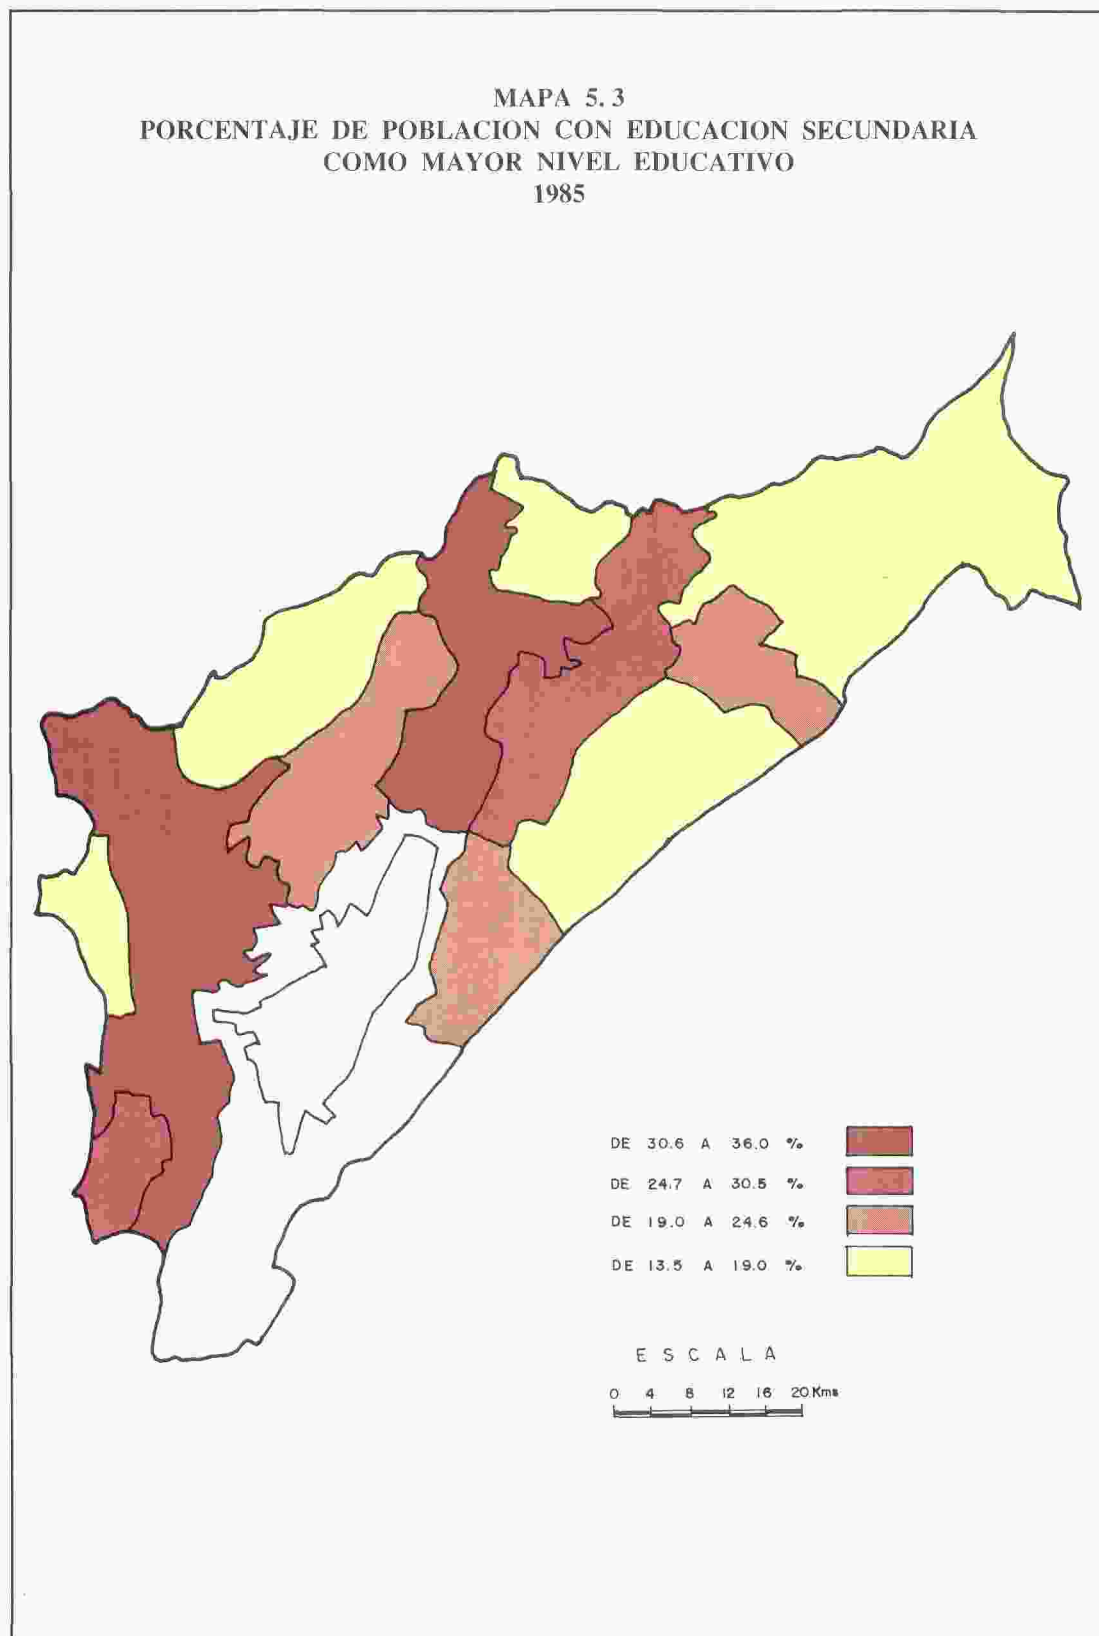 MAPA 5.3
PORCENTAJE DE POBLACION CON EDUCACION SECUNDARIA
COMO MAYOR NIVEL EDUCATIVO
1985
DE 30.6 A 36.0 %
DE 24.7 A 30.5 %
DE 19.0 A 24.6 %
DE 13.5 A 19.0 %
ESCALA
0 4 8 12 16 20 Kms